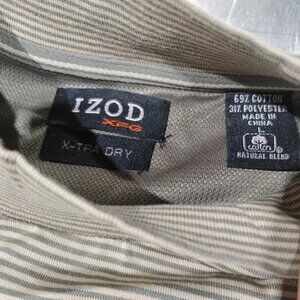 IZOD
XFG
X-TRA DRY
69% COTTON
31% POLYESTER
MADE IN
CHINA
L
NATURAL BLEND